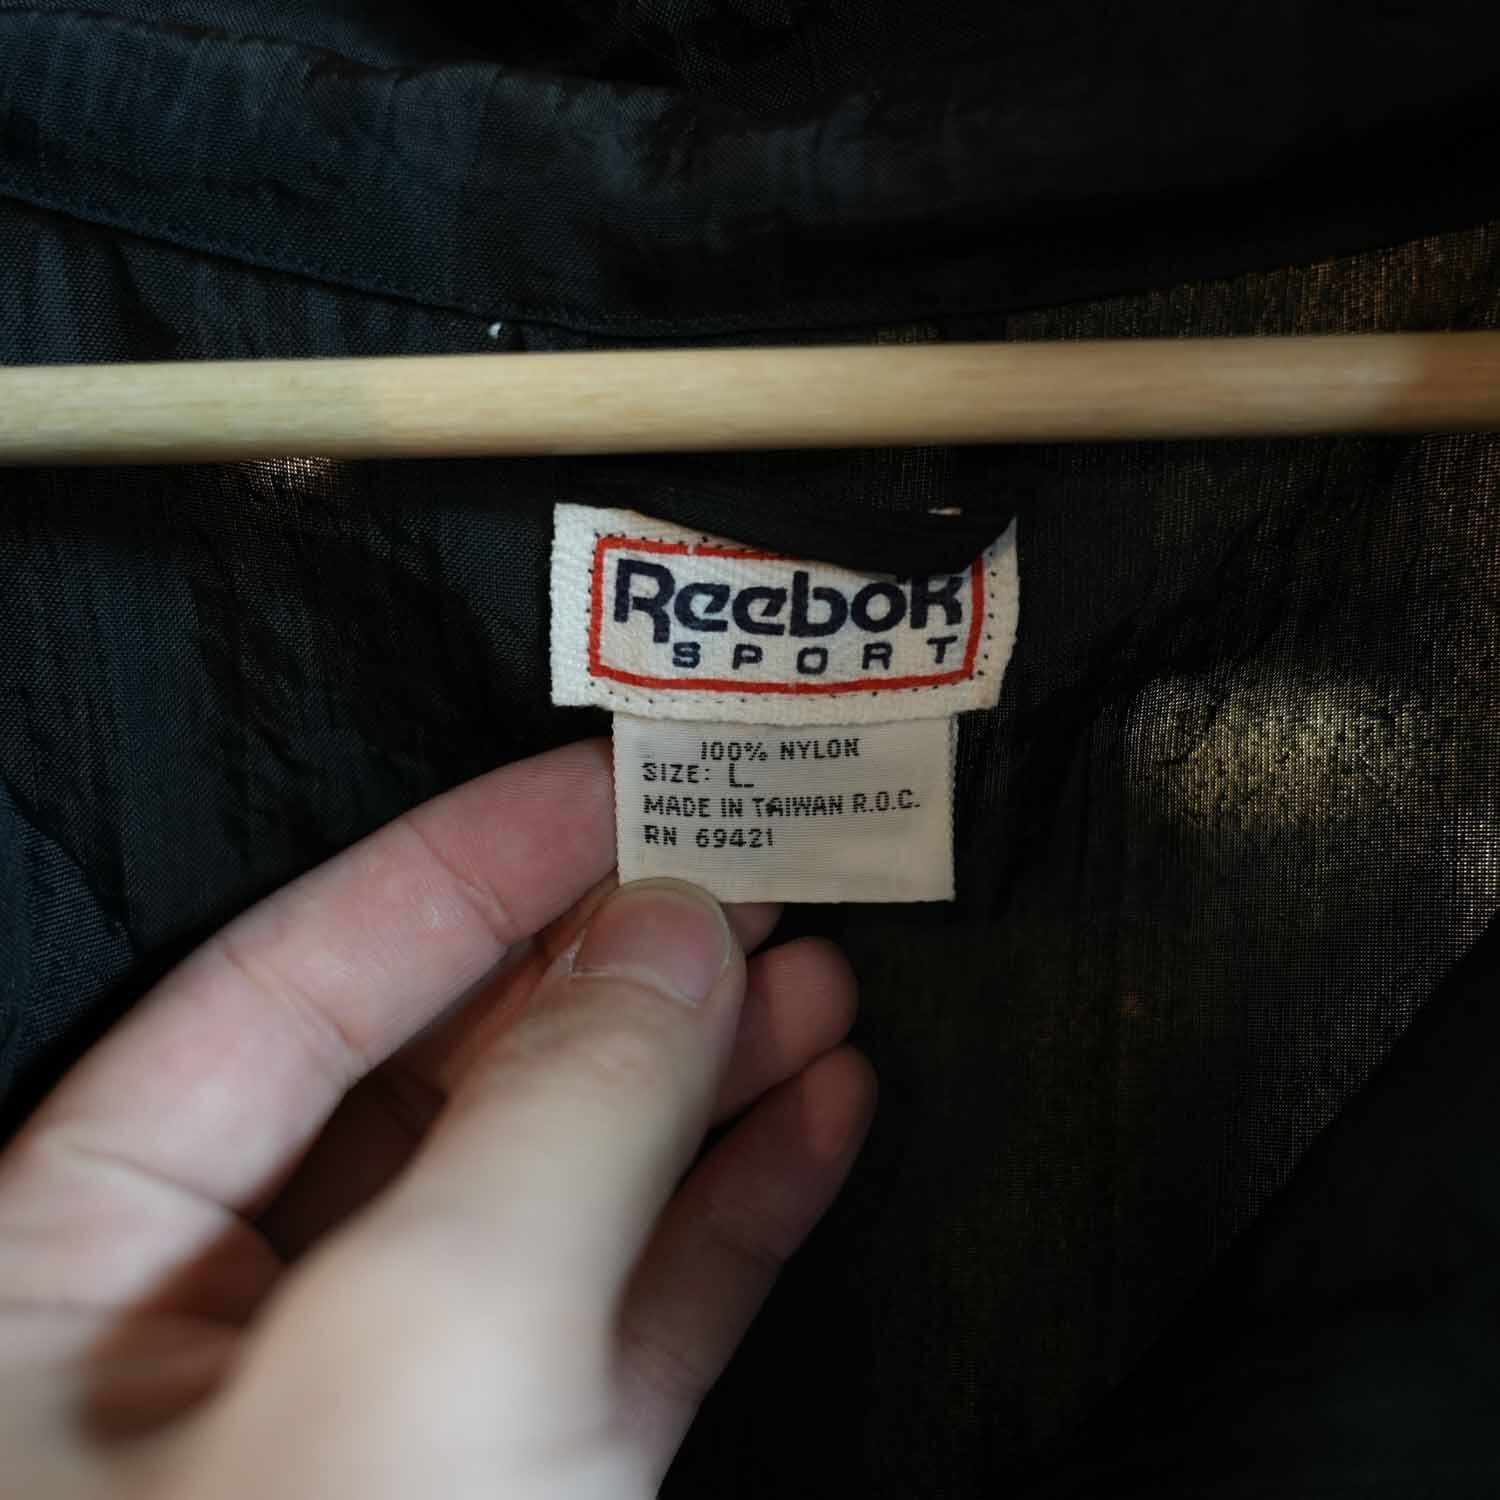 Reebok
SPORT
100% NYLON
SIZE: L
MADE IN TAIWAN R.O.C.
RN 69421